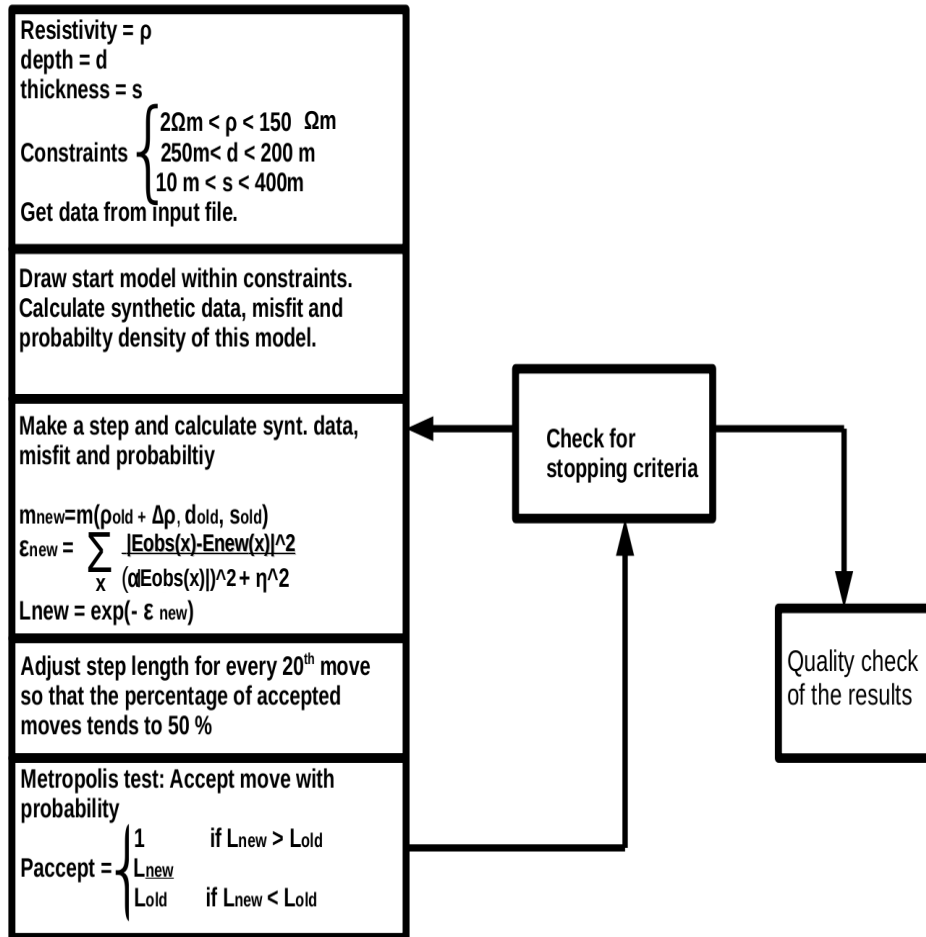 Resistivity = ρ
depth = d
thickness = s
Constraints
2Ωm < ρ < 150 Ωm
250m< d < 200 m
10 m < s < 400m
Get data from input file.
Draw start model within constraints.
Calculate synthetic data, misfit and
probabilty density of this model.
Make a step and calculate synt. data,
misfit and probabiltiy
mnew=m(ρold + Δρ, dold, sold)
εnew = ∑ |Eobs(x)-Enew(x)|^2
x (α|Eobs(x)|)^2 + η^2
Lnew = exp(- ε new)
Adjust step length for every 20th move
so that the percentage of accepted
moves tends to 50 %
Metropolis test: Accept move with
probability
1 if Lnew > Lold
Paccept = Lnew
Lold if Lnew < Lold
Check for
stopping criteria
Quality check
of the results